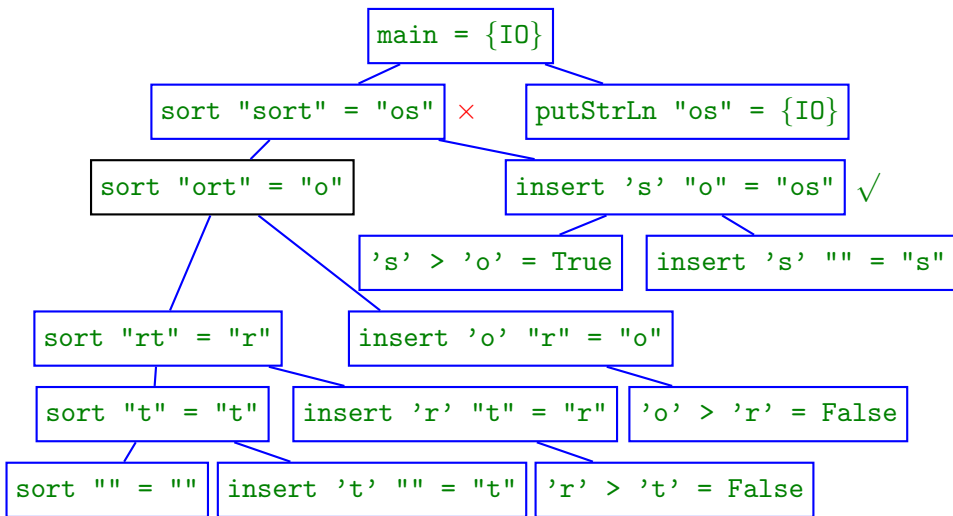 main = {IO}
sort "sort" = "os" ×
putStrLn "os" = {IO}
sort "ort" = "o"
insert 's' "o" = "os" √
's' > 'o' = True
insert 's' "" = "s"
sort "rt" = "r"
insert 'o' "r" = "o"
sort "t" = "t"
insert 'r' "t" = "r"
'o' > 'r' = False
sort "" = ""
insert 't' "" = "t"
'r' > 't' = False